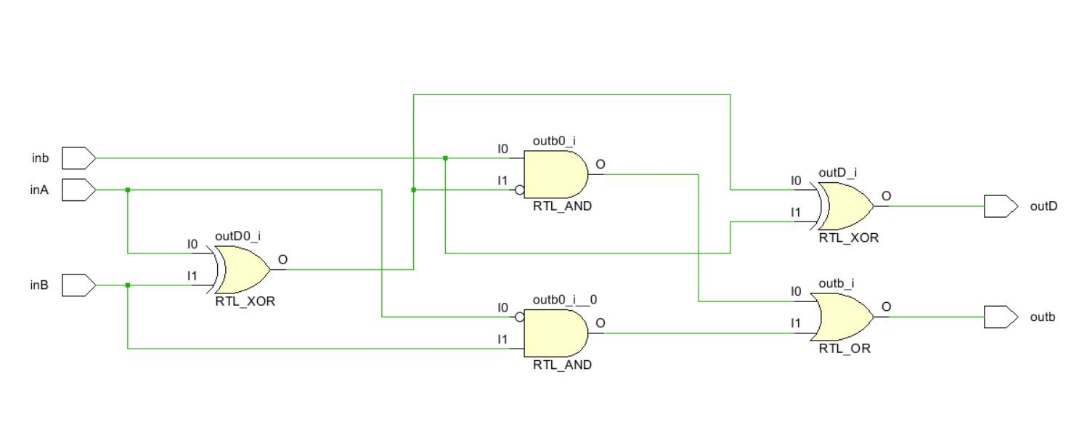 outb0_i
inb
I0
O
I1
inA
RTL_AND
outD_i
I0
O
outD
I1
RTL_XOR
outD0_i
I0
O
inB
I1
RTL_XOR
outb0_i__0
I0
O
I1
RTL_AND
outb_i
I0
O
outb
I1
RTL_OR